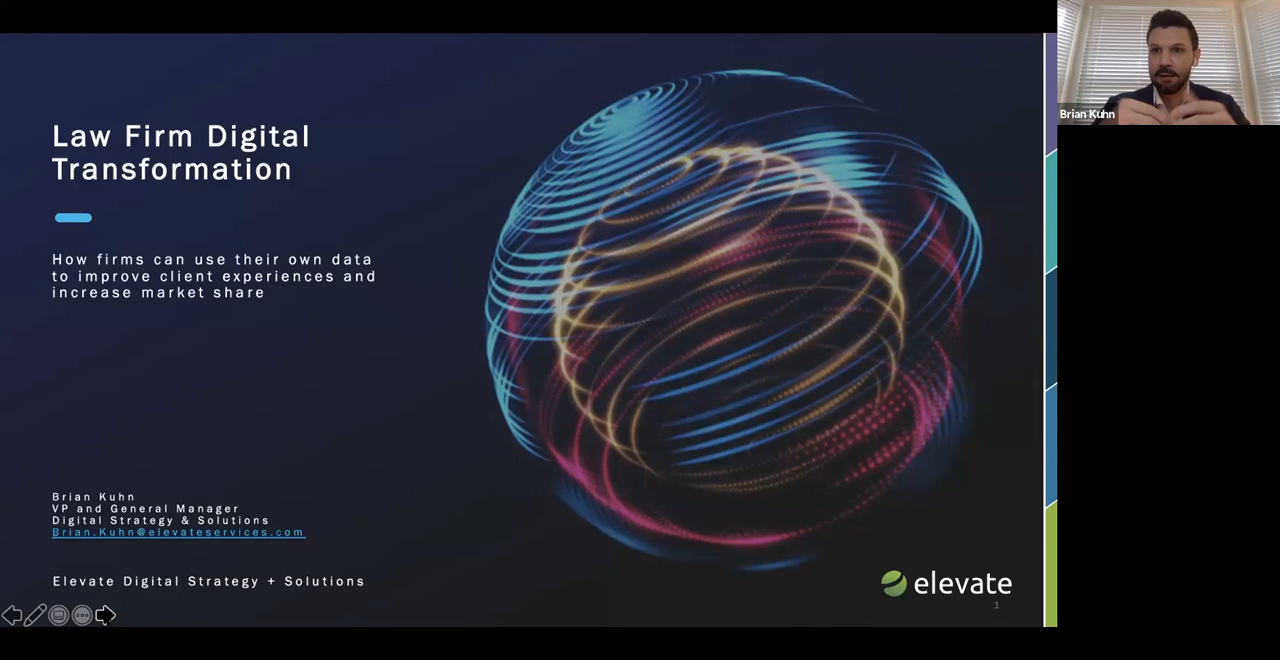 Law Firm Digital
Transformation
How firms can use their own data
to improve client experiences and
increase market share
Brian Kuhn
VP and General Manager
Digital Strategy & Solutions
Brian.Kuhn@elevateservices.com
Elevate Digital Strategy + Solutions
elevate
1
Brian Kuhn